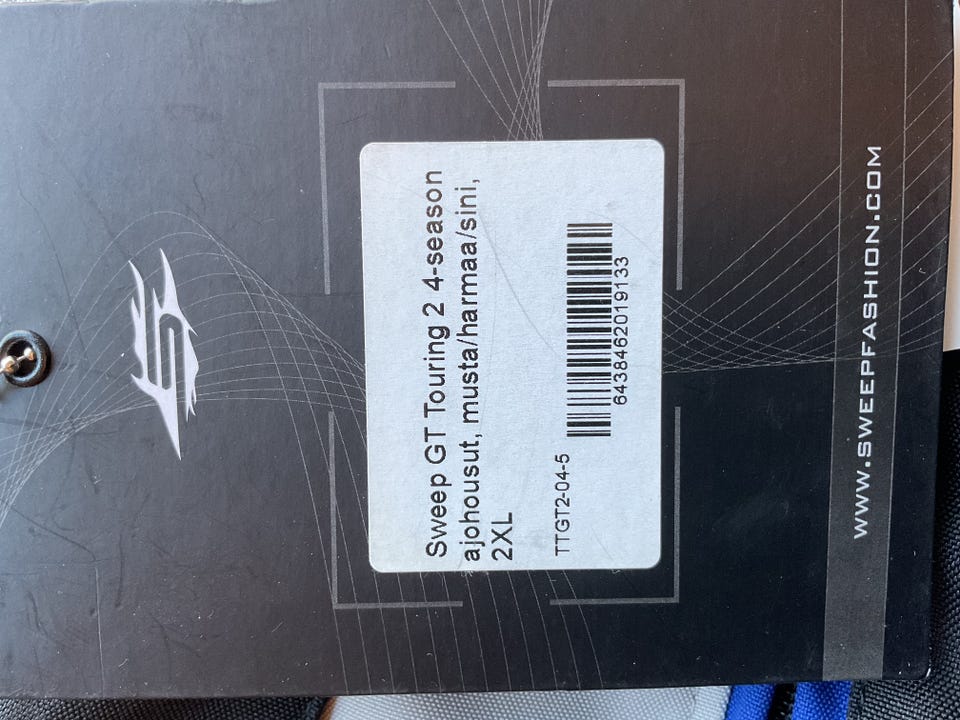 Sweep GT Touring 2 4-season
ajohousut, musta/harmaa/sini,
2XL
TTGT2-04-5
6438462019133
WWW.SWEEPFASHION.COM